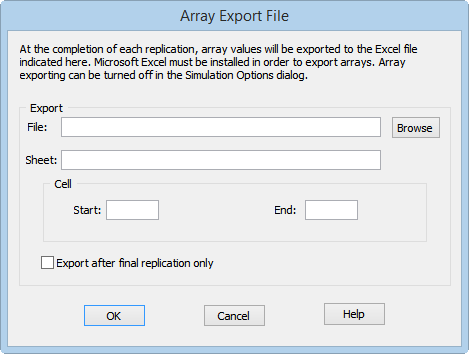 Array Export File
At the completion of each replication, array values will be exported to the Excel file
indicated here. Microsoft Excel must be installed in order to export arrays. Array
exporting can be turned off in the Simulation Options dialog.
Export
File:
Browse
Sheet:
Cell
Start:
End:
Export after final replication only
OK
Cancel
Help